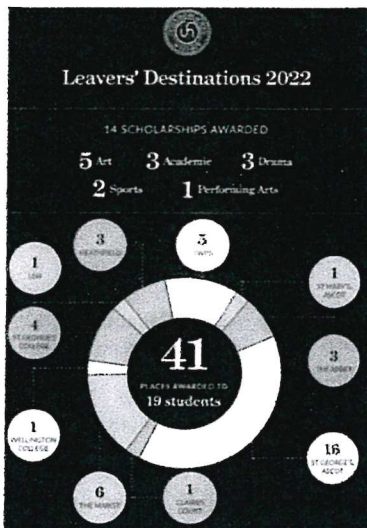 Leavers' Destinations 2022
14 SCHOLARSHIPS AWARDED
5 Art 3 Academic 3 Drama
2 Sports 1 Performing Arts
3
HEATHFIELD
5
1
1
ST MARY'S,
ASCOT
4
ST GEORGE'S
COLLEGE
41
PLACES AWARDED TO
19 students
3
THE ABBEY
1
WELLINGTON
COLLEGE
16
ST GEORGE'S,
ASCOT
6
THE MARIST
1
CLAIRES
COURT